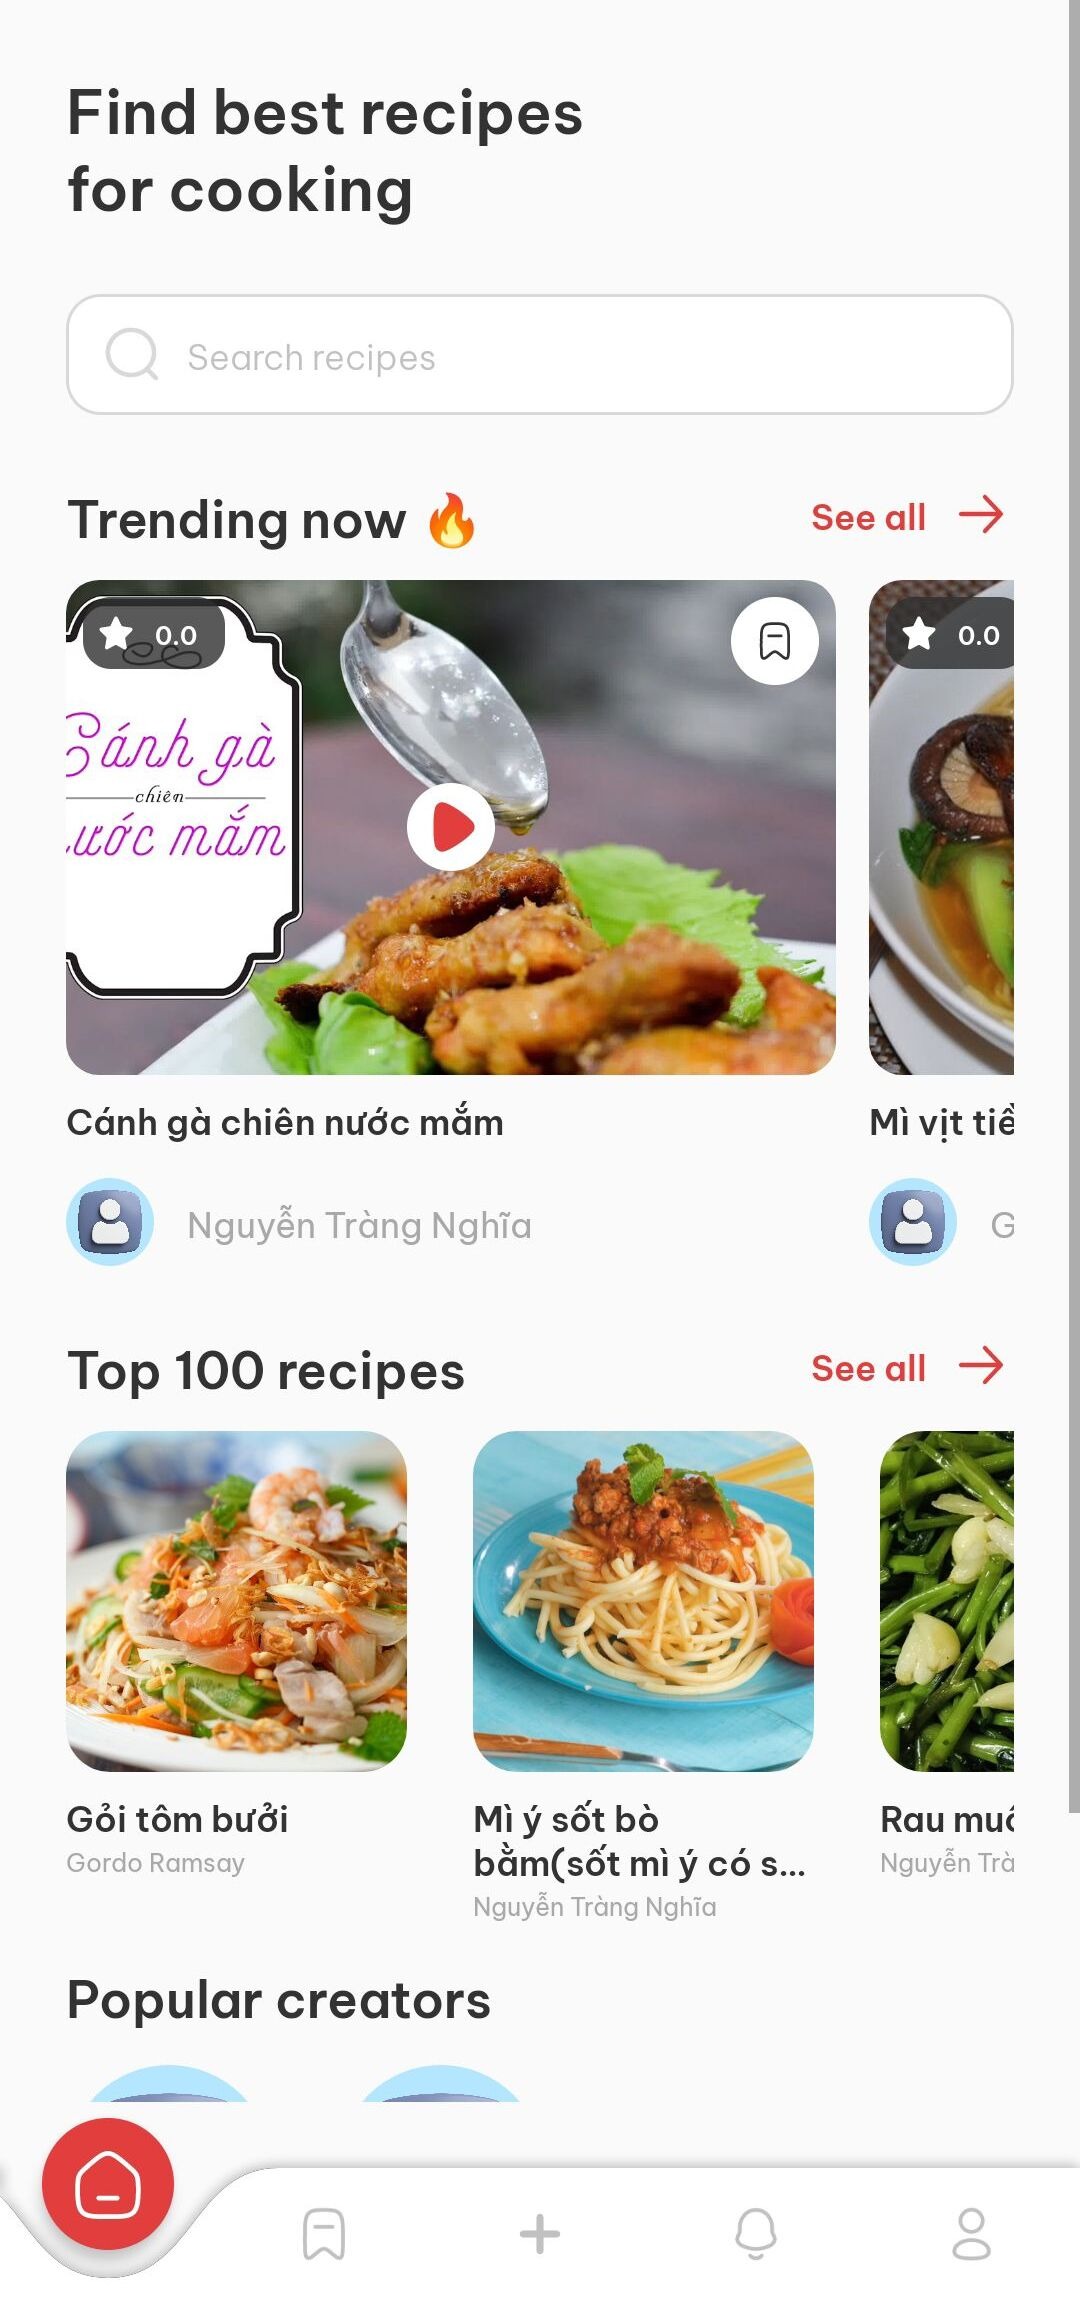 Find best recipes
for cooking
Search recipes
Trending now 🔥
See all
0.0
0.0
Cánh gà
chiên
ước mắm
Cánh gà chiên nước mắm
Mì vịt tiề
Nguyễn Tràng Nghĩa
G
Top 100 recipes
See all
Gỏi tôm bưởi
Gordo Ramsay
Mì ý sốt bò
bằm(sốt mì ý có s...
Nguyễn Tràng Nghĩa
Rau muố
Nguyễn Trà
Popular creators